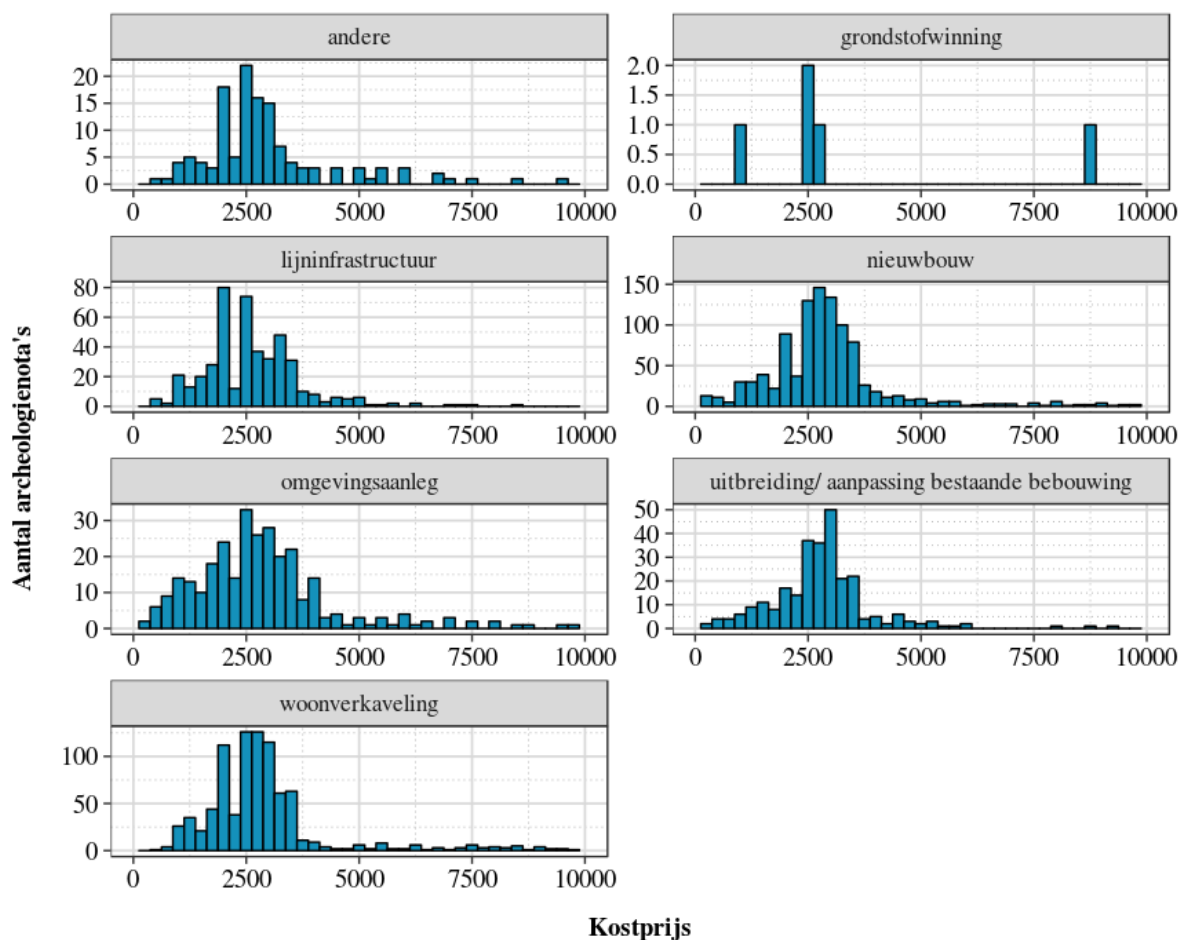 andere
20
15
10
5
0
0 2500 5000 7500 10000
grondstofwinning
2.0
1.5
1.0
0.5
0.0
0 2500 5000 7500 10000
lijninfrastructuur
80
60
40
20
0
0 2500 5000 7500 10000
nieuwbouw
150
100
50
0
0 2500 5000 7500 10000
omgevingsaanleg
30
20
10
0
0 2500 5000 7500 10000
uitbreiding/ aanpassing bestaande bebouwing
50
40
30
20
10
0
0 2500 5000 7500 10000
woonverkaveling
100
50
0
0 2500 5000 7500 10000
Aantal archeologienota's
Kostprijs